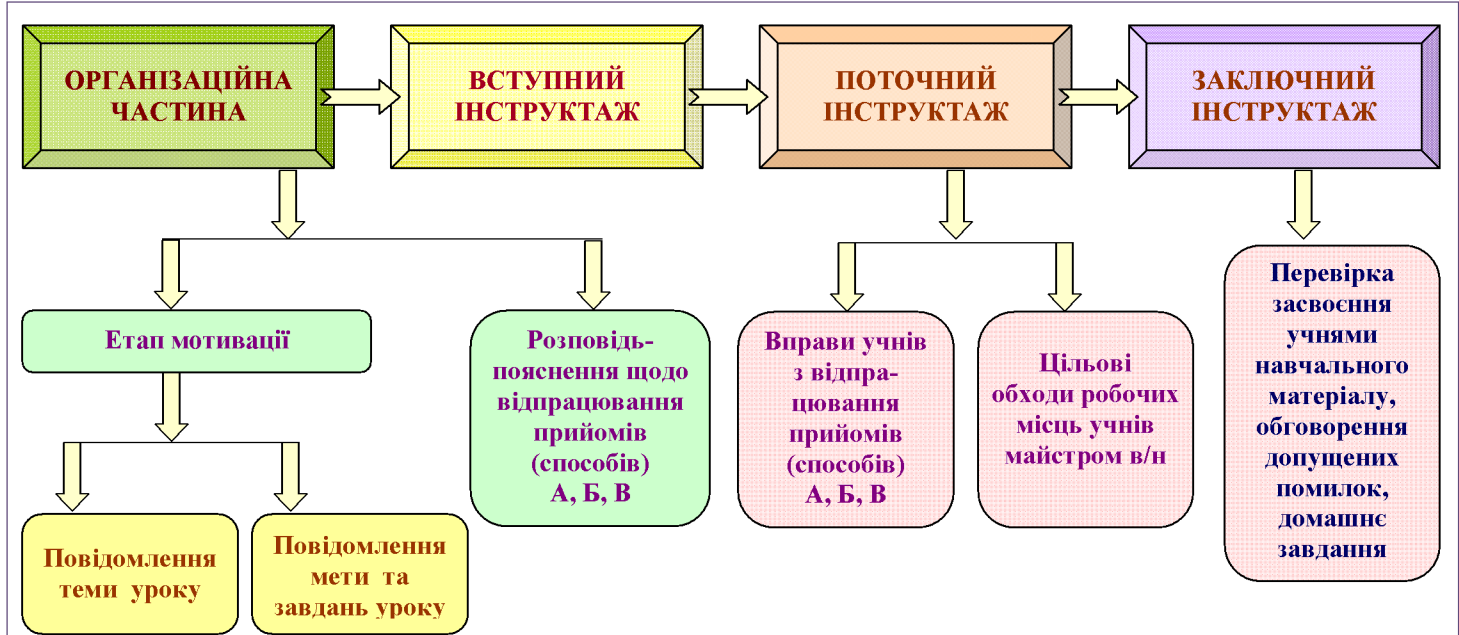 ОРГАНІЗАЦІЙНА
ЧАСТИНА
ВСТУПНИЙ
ІНСТРУКТАЖ
ПОТОЧНИЙ
ІНСТРУКТАЖ
ЗАКЛЮЧНИЙ
ІНСТРУКТАЖ
Етап мотивації
Розповідь-
пояснення щодо
відпрацювання
прийомів
(способів)
А, Б, В
Вправи учнів
з відпра-
цювання
прийомів
(способів)
А, Б, В
Цільові
обходи робочих
місць учнів
майстром в/н
Перевірка
засвоєння
учнями
навчального
матеріалу,
обговорення
допущених
помилок,
домашнє
завдання
Повідомлення
теми уроку
Повідомлення
мети та
завдань уроку